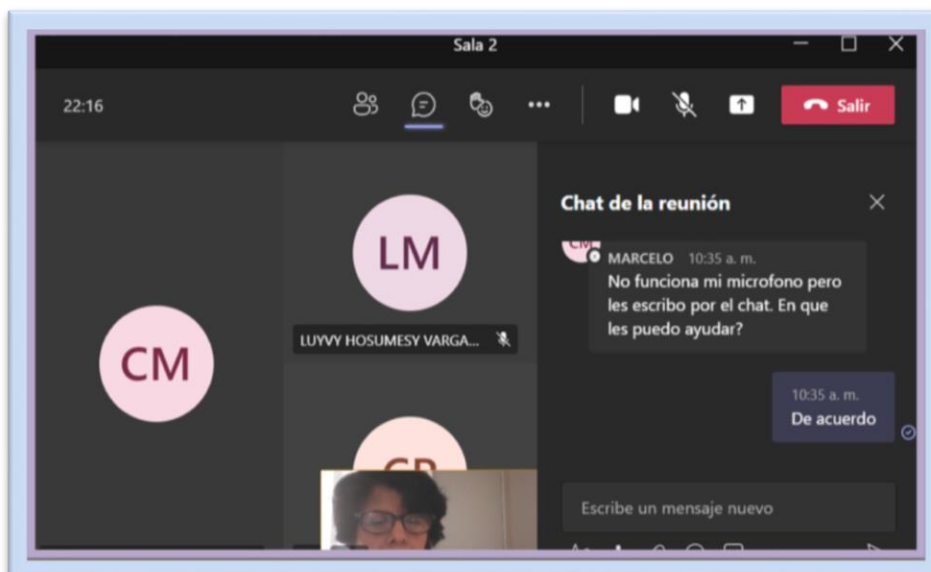 Sala 2
22:16
Salir
Chat de la reunión
CM
MARCELO 10:35 a. m.
No funciona mi microfono pero
les escribo por el chat. En que
les puedo ayudar?
10:35 a. m.
De acuerdo
Escribe un mensaje nuevo
LM
LUYVY HOSUMESY VARGA...
CM